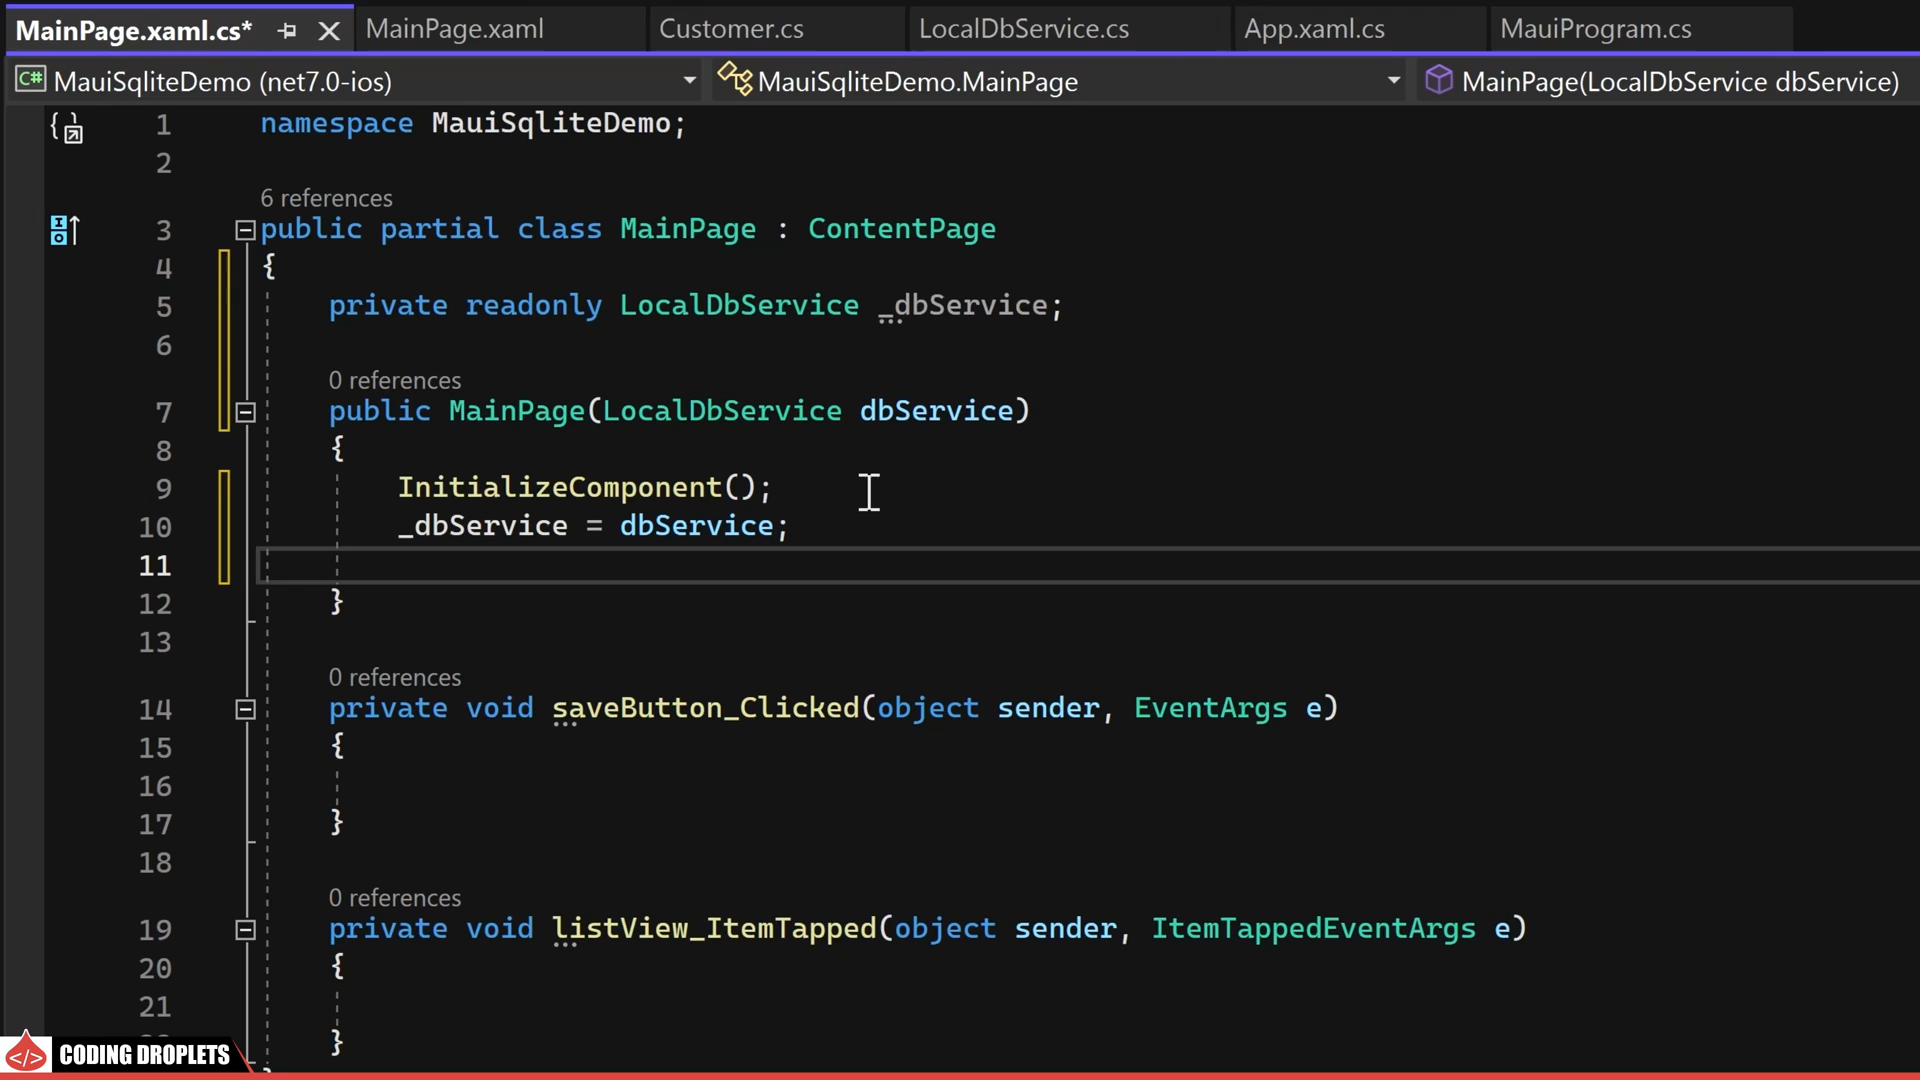 MainPage.xaml.cs* MainPage.xaml Customer.cs LocalDbService.cs App.xaml.cs MauiProgram.cs
C# MauiSqliteDemo (net7.0-ios) MauiSqliteDemo.MainPage MainPage(LocalDbService dbService)
1 namespace MauiSqliteDemo;
2
6 references
3 public partial class MainPage : ContentPage
4 {
5 private readonly LocalDbService _dbService;
6
0 references
7 public MainPage(LocalDbService dbService)
8 {
9 InitializeComponent();
10 _dbService = dbService;
11
12 }
13
0 references
14 private void saveButton_Clicked(object sender, EventArgs e)
15 {
16
17 }
18
0 references
19 private void listView_ItemTapped(object sender, ItemTappedEventArgs e)
20 {
21
}
</> CODING DROPLETS